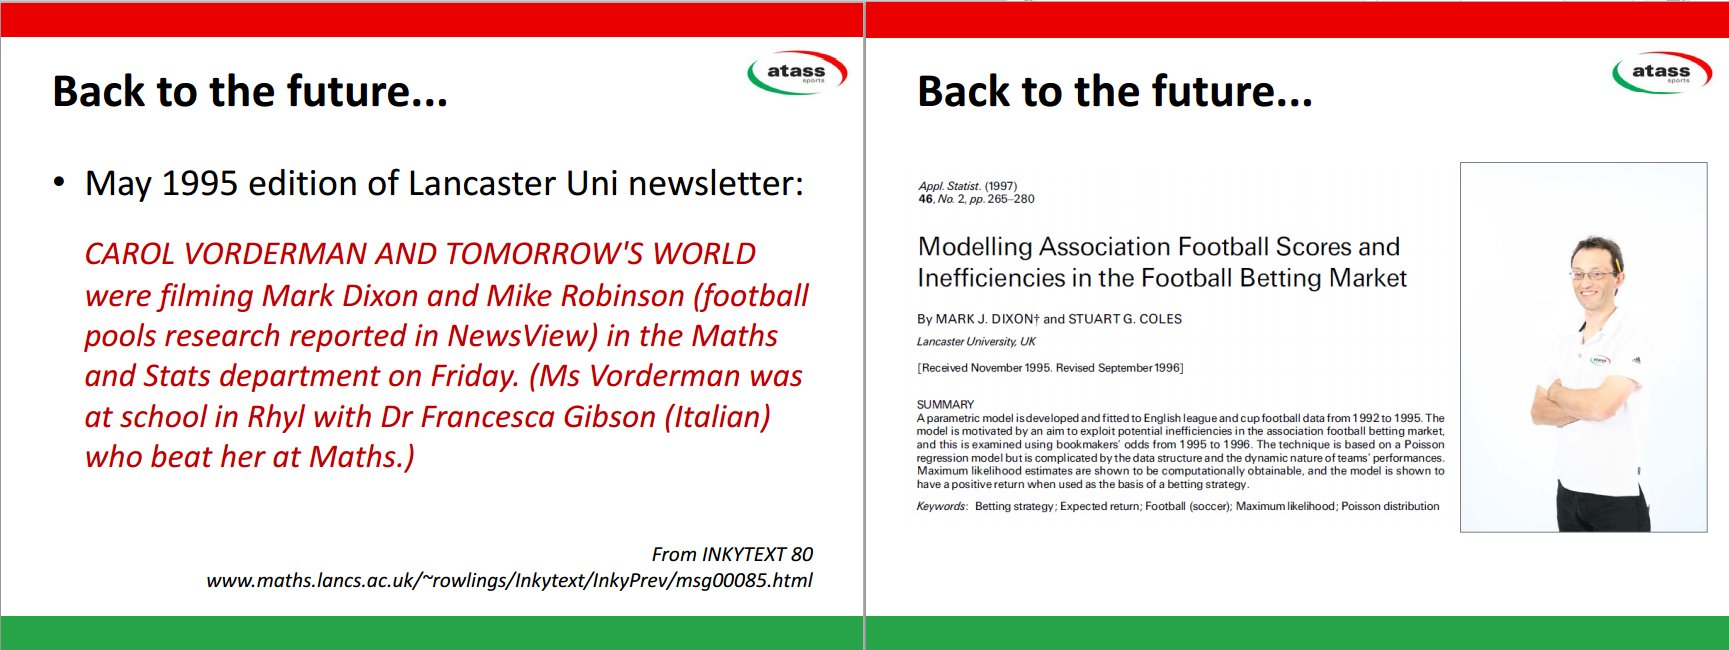 Back to the future...
atass
sports
• May 1995 edition of Lancaster Uni newsletter:
CAROL VORDERMAN AND TOMORROW'S WORLD
were filming Mark Dixon and Mike Robinson (football
pools research reported in NewsView) in the Maths
and Stats department on Friday. (Ms Vorderman was
at school in Rhyl with Dr Francesca Gibson (Italian)
who beat her at Maths.)
From INKYTEXT 80
www.maths.lancs.ac.uk/~rowlings/Inkytext/InkyPrev/msg00085.html
Back to the future...
atass
sports
Appl. Statist. (1997)
46, No. 2, pp. 265–280
Modelling Association Football Scores and
Inefficiencies in the Football Betting Market
By MARK J. DIXON† and STUART G. COLES
Lancaster University, UK
[Received November 1995. Revised September 1996]
SUMMARY
A parametric model is developed and fitted to English league and cup football data from 1992 to 1995. The
model is motivated by an aim to exploit potential inefficiencies in the association football betting market,
and this is examined using bookmakers' odds from 1995 to 1996. The technique is based on a Poisson
regression model but is complicated by the data structure and the dynamic nature of teams' performances.
Maximum likelihood estimates are shown to be computationally obtainable, and the model is shown to
have a positive return when used as the basis of a betting strategy.
Keywords: Betting strategy; Expected return; Football (soccer); Maximum likelihood; Poisson distribution
atass